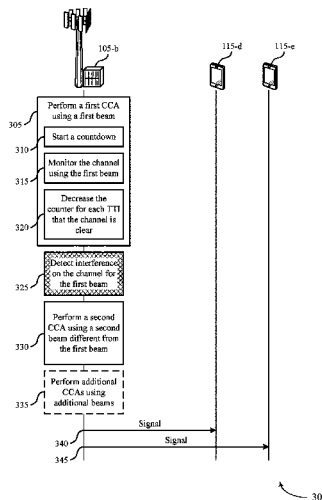 105-b
115-d
115-e
305
Perform a first CCA
using a first beam
310
Start a countdown
315
Monitor the channel
using the first beam
320
Decrease the
counter for each TTI
that the channel is
clear
325
Detect interference
on the channel for
the first beam
330
Perform a second
CCA using a second
beam different from
the first beam
335
Perform additional
CCAs using
additional beams
Signal
340
Signal
345
30